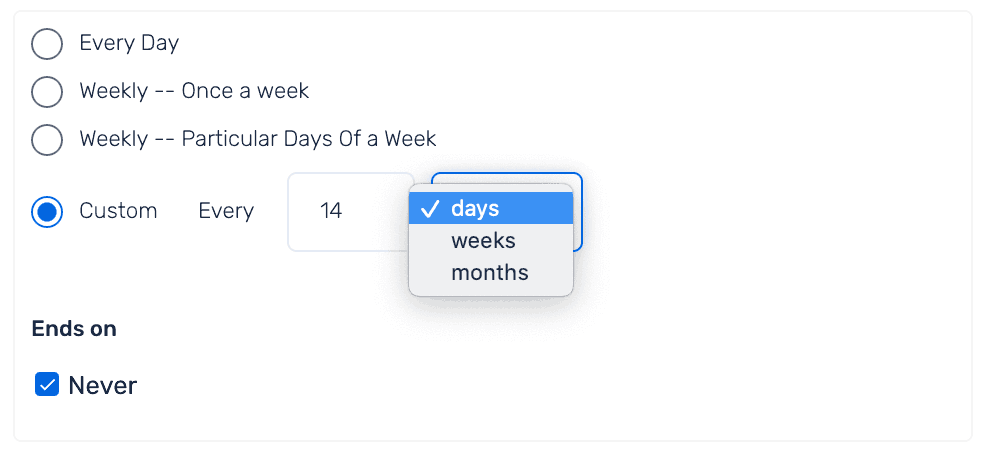 Every Day
Weekly -- Once a week
Weekly -- Particular Days Of a Week
Custom Every 14 days
weeks
months
Ends on
Never